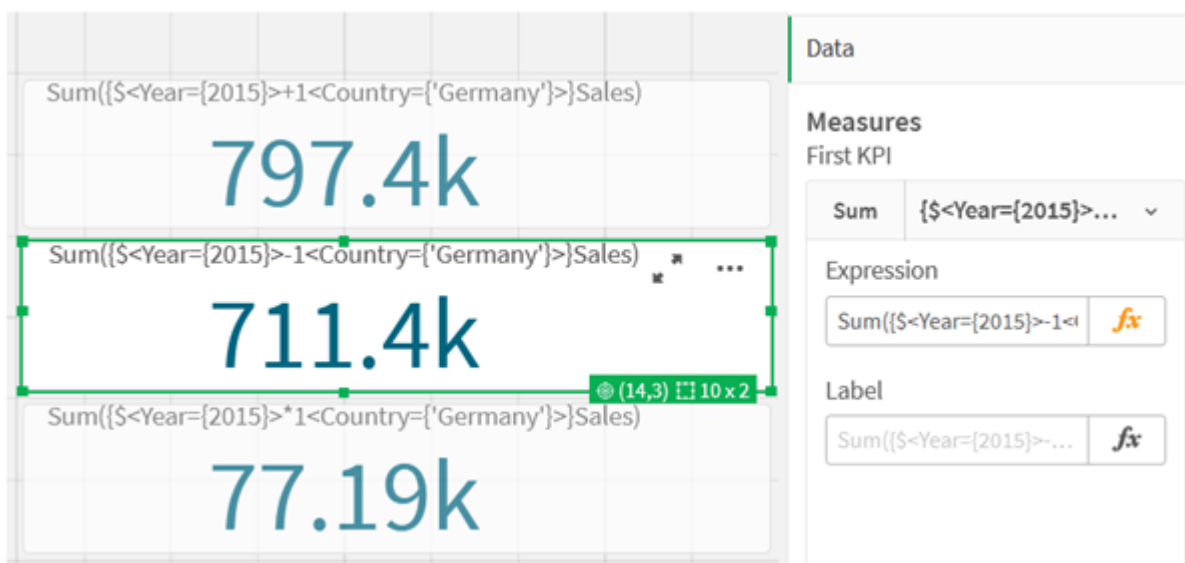 Sum({$<Year={2015}>+1<Country={'Germany'}>}Sales)
797.4k
Sum({$<Year={2015}>-1<Country={'Germany'}>}Sales)
711.4k
(14,3) 10 x 2
Sum({$<Year={2015}>*1<Country={'Germany'}>}Sales)
77.19k
Data
Measures
First KPI
Sum {$<Year={2015}>...
Expression
Sum({$<Year={2015}>-1<( fx
Label
Sum({$<Year={2015}>-... fx